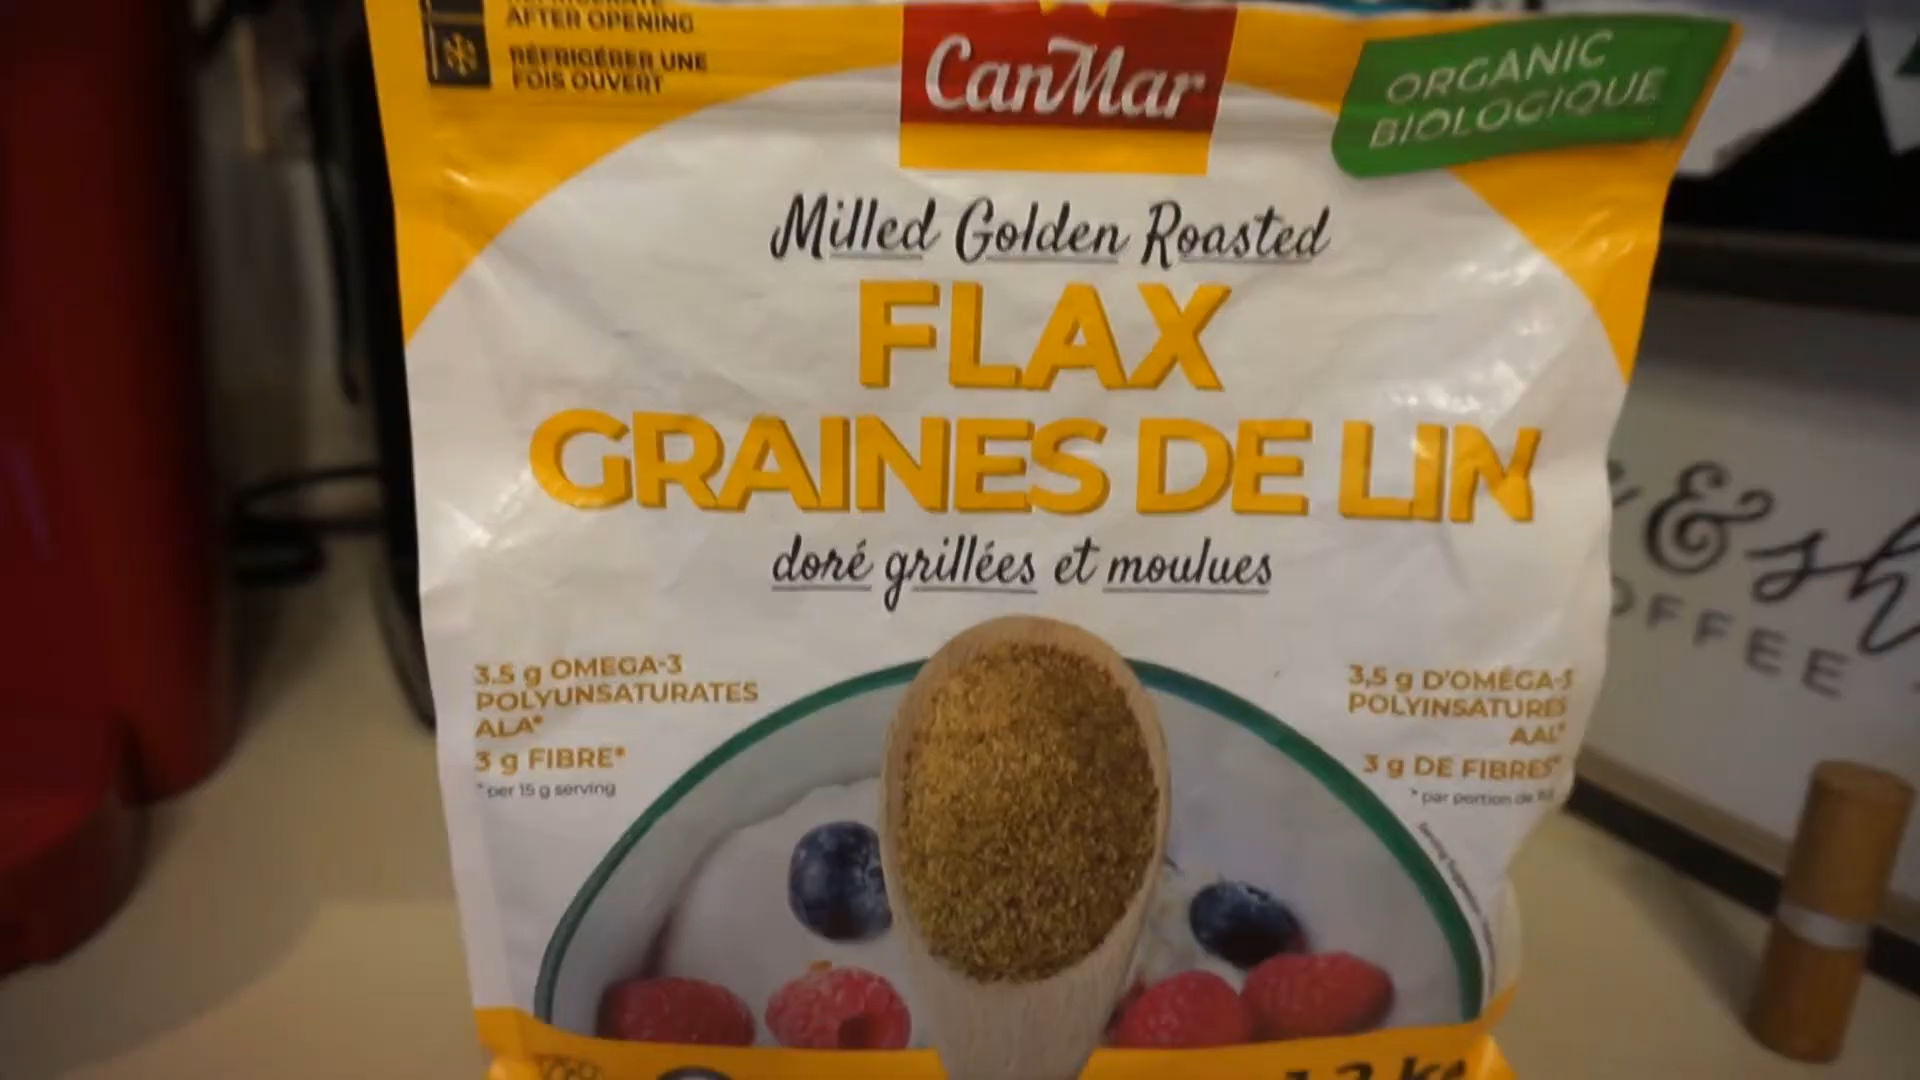 AFTER OPENING
RÉFRIGÉRER UNE
FOIS OUVERT
CanMar
ORGANIC
BIOLOGIQUE
Milled Golden Roasted
FLAX
GRAINES DE LIN
doré grillées et moulues
3.5 g OMEGA-3
POLYUNSATURATES
ALA*
3 g FIBRE*
*per 15 g serving
3,5 g D'OMÉGA-3
POLYINSATURÉS
AAL*
3 g DE FIBRES*
*par portion de
& sh
OFFEE